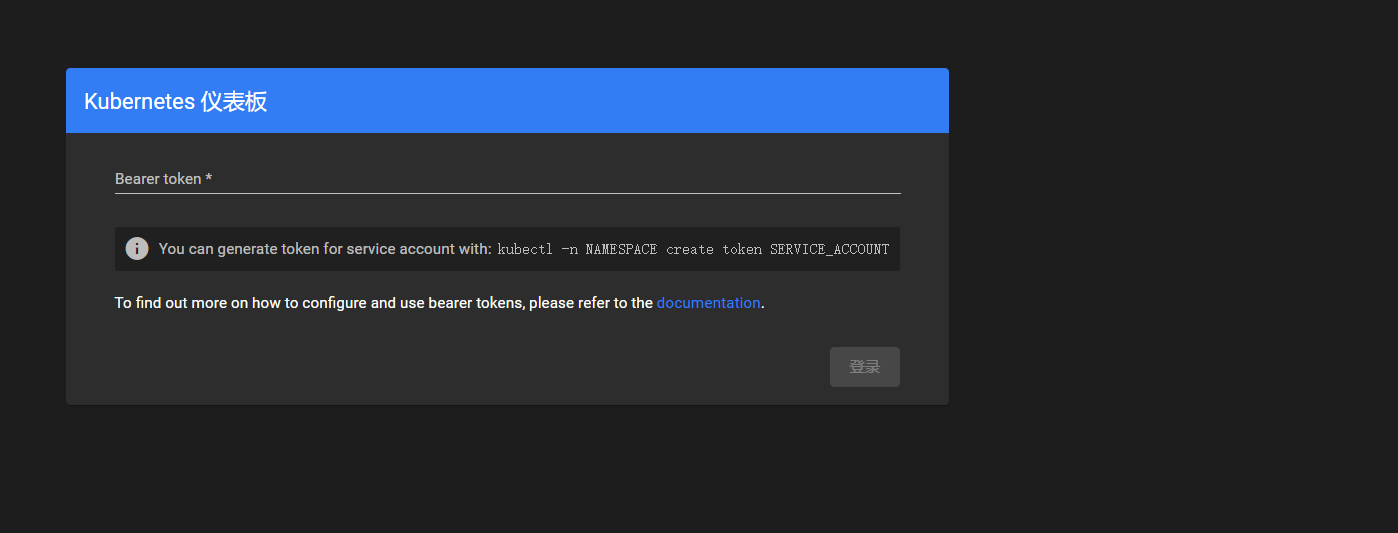 Kubernetes 仪表板
Bearer token *
You can generate token for service account with: kubectl -n NAMESPACE create token SERVICE_ACCOUNT
To find out more on how to configure and use bearer tokens, please refer to the documentation.
登录